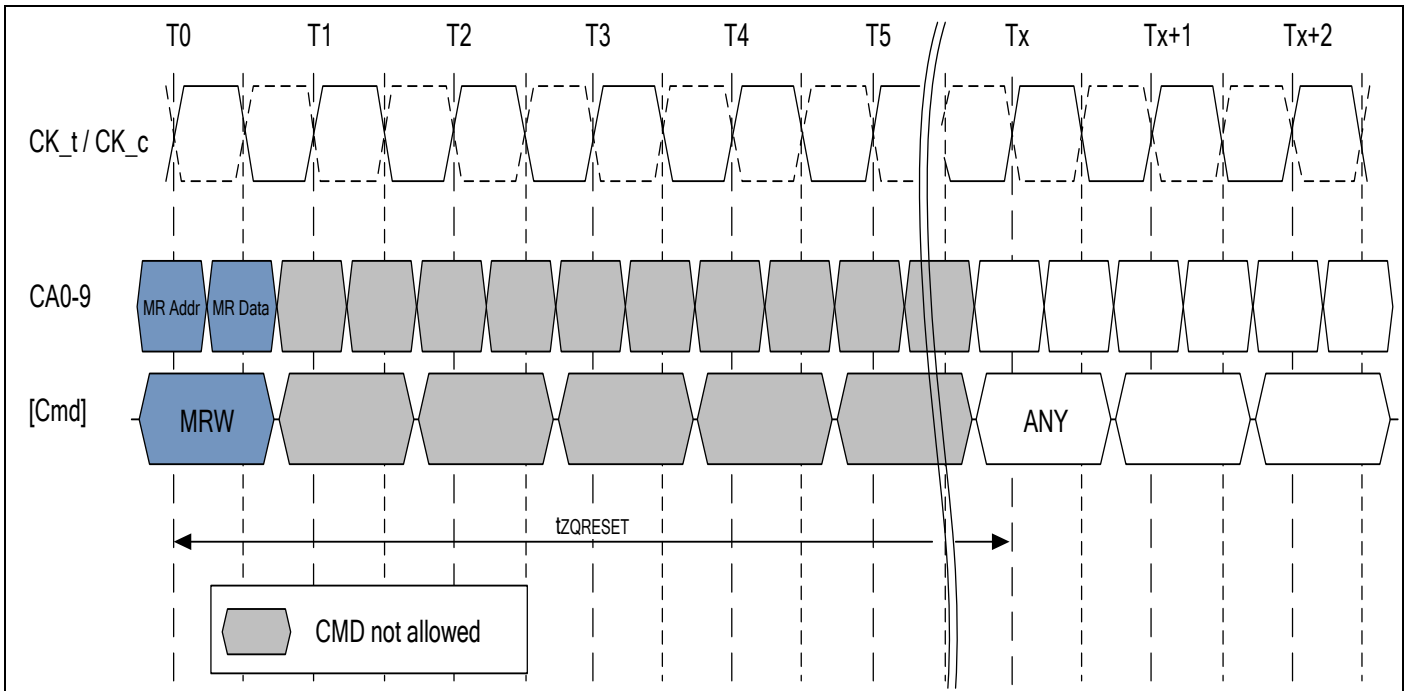 T0 T1 T2 T3 T4 T5 Tx Tx+1 Tx+2
CK_t / CK_c
CA0-9 MR Addr MR Data
[Cmd] MRW ANY
tZQRESET
CMD not allowed